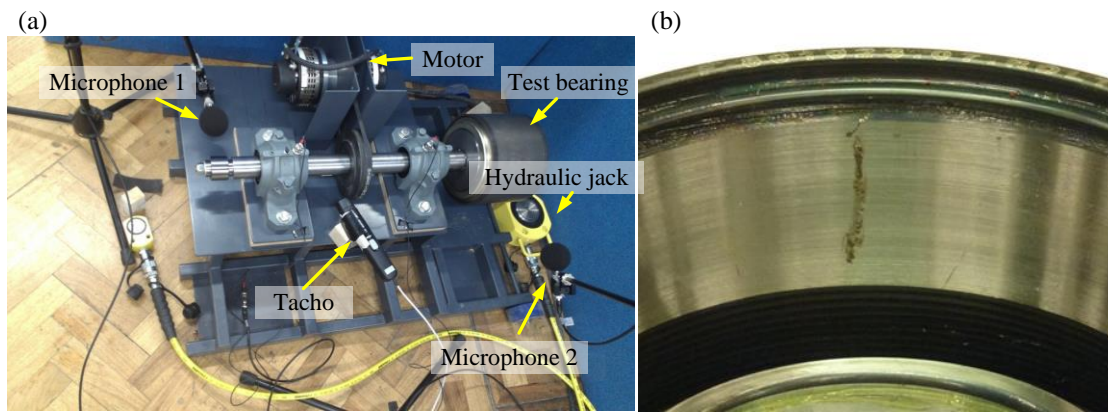 (a)
(b)
Motor
Microphone 1
Test bearing
Hydraulic jack
Tacho
Microphone 2